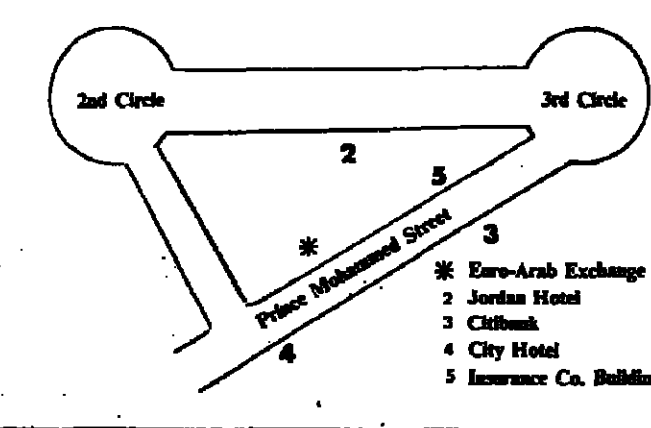 2nd Circle
3rd Circle
2
5
Prince Mohammed Street
3
* Euro-Arab Exchange
2 Jordan Hotel
3 Citibank
4
4 City Hotel
5 Insurance Co. Buildin